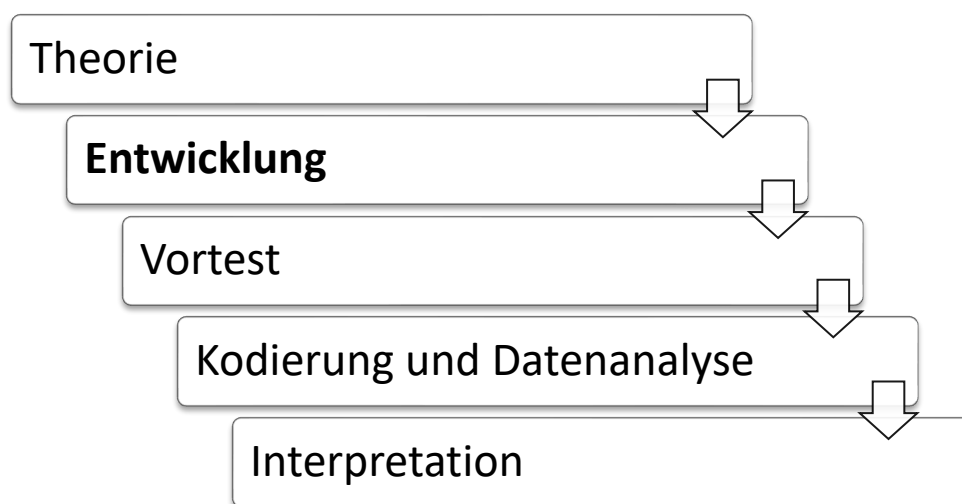 Theorie
Entwicklung
Vortest
Kodierung und Datenanalyse
Interpretation